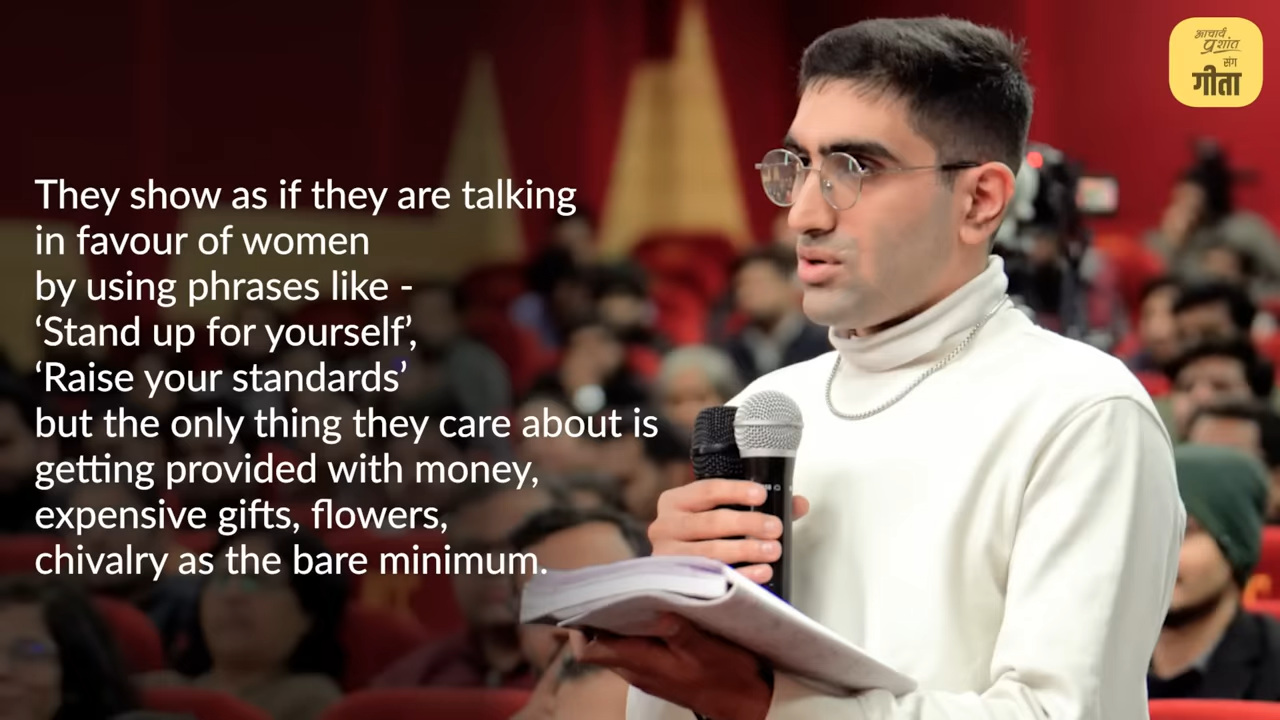 They show as if they are talking
in favour of women
by using phrases like -
‘Stand up for yourself’,
‘Raise your standards’
but the only thing they care about is
getting provided with money,
expensive gifts, flowers,
chivalry as the bare minimum.
आचार्य
प्रशांत
संग
गीता